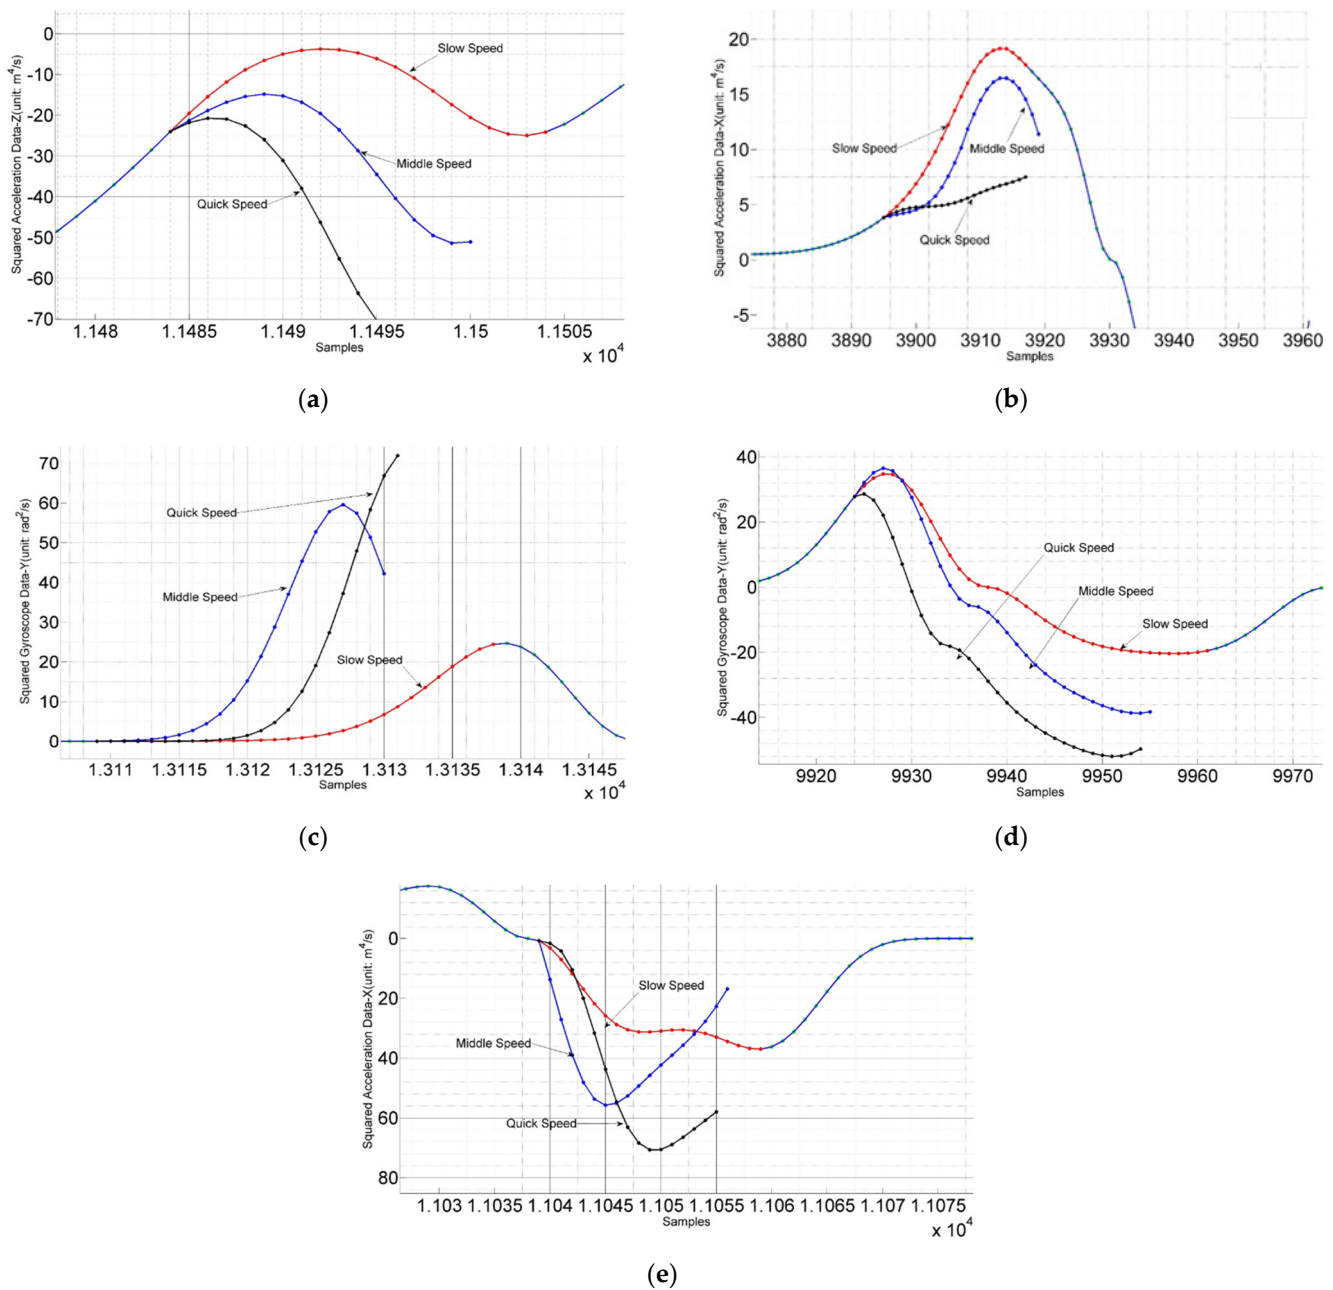 0
-10
-20
-30
-40
-50
-60
-70
Squared Acceleration Data-Z(unit: m4/s)
Slow Speed
Middle Speed
Quick Speed
1.148 1.1485 1.149 1.1495 1.15 1.1505
Samples
x 10^4
(a)
20
15
10
5
0
-5
Squared Acceleration Data-X(unit: m4/s)
Slow Speed
Middle Speed
Quick Speed
3880 3890 3900 3910 3920 3930 3940 3950 3960
Samples
(b)
70
60
50
40
30
20
10
0
Squared Gyroscope Data-Y(unit: rad2/s)
Quick Speed
Middle Speed
Slow Speed
1.311 1.3115 1.312 1.3125 1.313 1.3135 1.314 1.3145
Samples
x 10^4
(c)
40
20
0
-20
-40
Squared Gyroscope Data-Y(unit: rad2/s)
Quick Speed
Middle Speed
Slow Speed
9920 9930 9940 9950 9960 9970
Samples
(d)
0
20
40
60
80
Squared Acceleration Data-X(unit: m4/s)
Slow Speed
Middle Speed
Quick Speed
1.103 1.1035 1.104 1.1045 1.105 1.1055 1.106 1.1065 1.107 1.1075
Samples
x 10^4
(e)